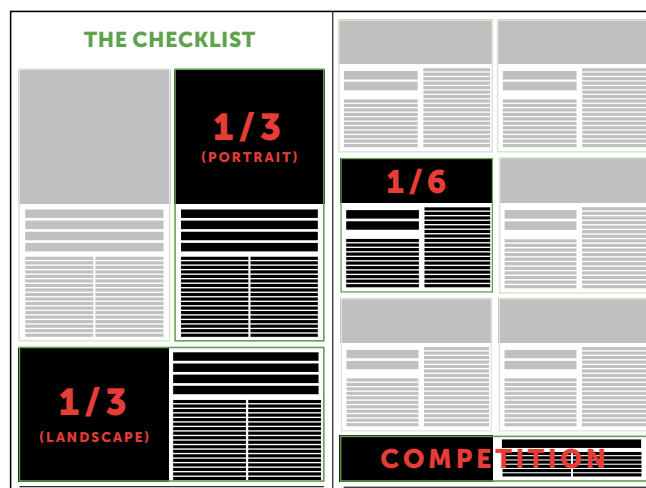 THE CHECKLIST
1/3
(PORTRAIT)
1/3
(LANDSCAPE)
1/6
COMPETITION